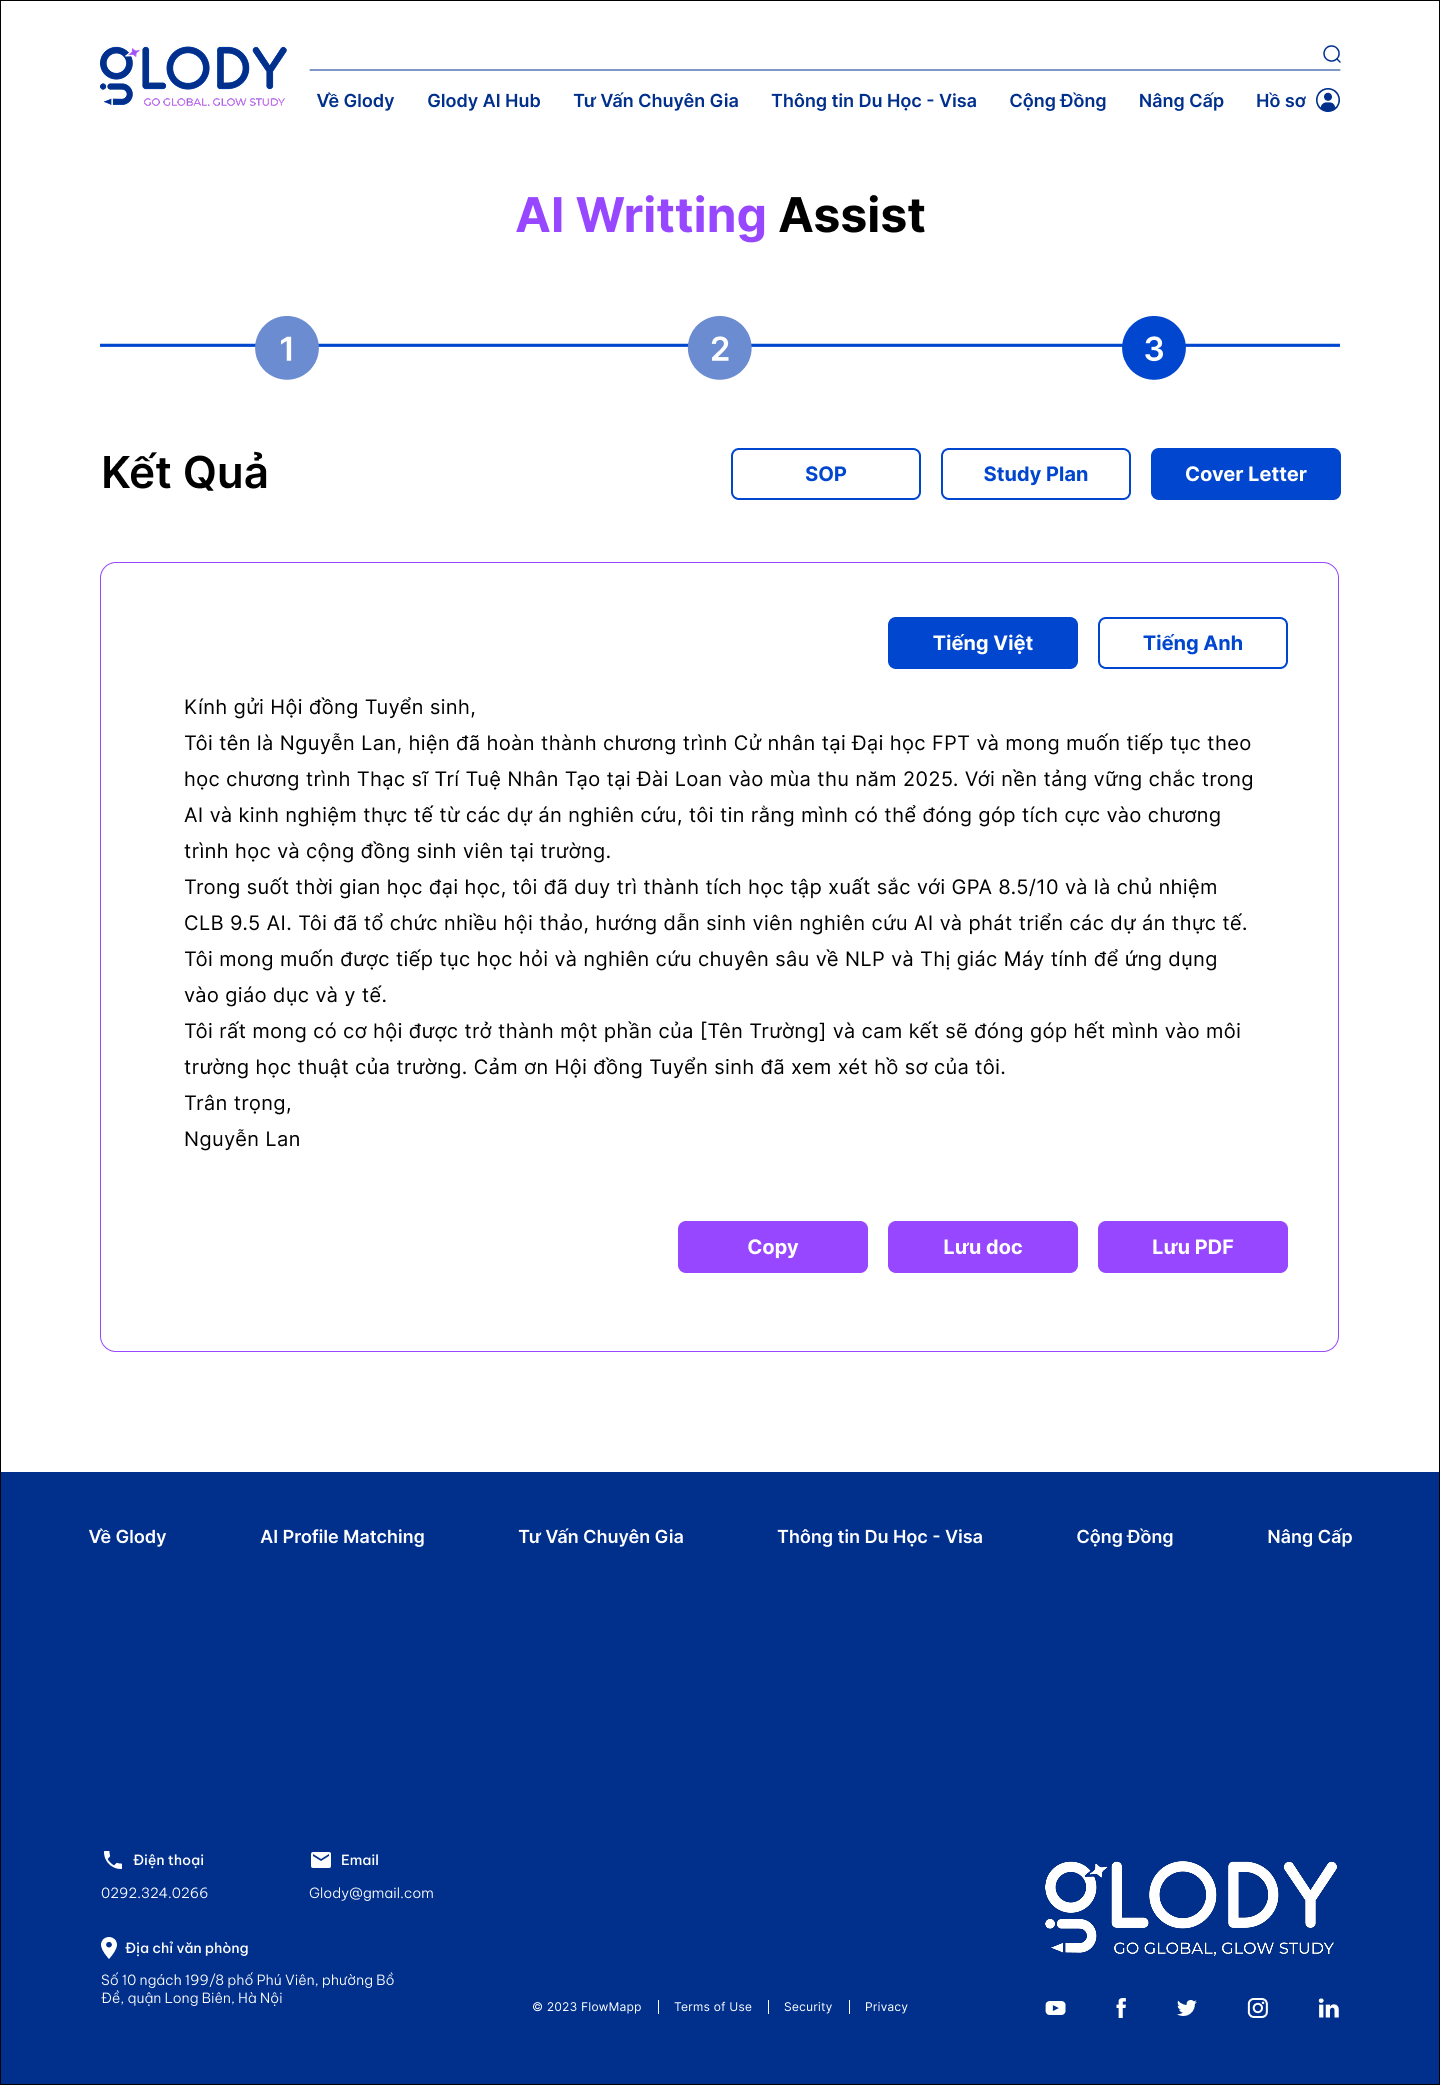 gLODY
GO GLOBAL, GLOW STUDY
Về Glody
Glody AI Hub
Tư Vấn Chuyên Gia
Thông tin Du Học - Visa
Cộng Đồng
Nâng Cấp
Hồ sơ
AI Writting Assist
1
2
3
Kết Quả
SOP
Study Plan
Cover Letter
Tiếng Việt
Tiếng Anh
Kính gửi Hội đồng Tuyển sinh,
Tôi tên là Nguyễn Lan, hiện đã hoàn thành chương trình Cử nhân tại Đại học FPT và mong muốn tiếp tục theo
học chương trình Thạc sĩ Trí Tuệ Nhân Tạo tại Đài Loan vào mùa thu năm 2025. Với nền tảng vững chắc trong
AI và kinh nghiệm thực tế từ các dự án nghiên cứu, tôi tin rằng mình có thể đóng góp tích cực vào chương
trình học và cộng đồng sinh viên tại trường.
Trong suốt thời gian học đại học, tôi đã duy trì thành tích học tập xuất sắc với GPA 8.5/10 và là chủ nhiệm
CLB 9.5 AI. Tôi đã tổ chức nhiều hội thảo, hướng dẫn sinh viên nghiên cứu AI và phát triển các dự án thực tế.
Tôi mong muốn được tiếp tục học hỏi và nghiên cứu chuyên sâu về NLP và Thị giác Máy tính để ứng dụng
vào giáo dục và y tế.
Tôi rất mong có cơ hội được trở thành một phần của [Tên Trường] và cam kết sẽ đóng góp hết mình vào môi
trường học thuật của trường. Cảm ơn Hội đồng Tuyển sinh đã xem xét hồ sơ của tôi.
Trân trọng,
Nguyễn Lan
Copy
Lưu doc
Lưu PDF
Về Glody
AI Profile Matching
Tư Vấn Chuyên Gia
Thông tin Du Học - Visa
Cộng Đồng
Nâng Cấp
Điện thoại
0292.324.0266
Email
Glody@gmail.com
Địa chỉ văn phòng
Số 10 ngách 199/8 phố Phú Viên, phường Bồ
Đề, quận Long Biên, Hà Nội
© 2023 FlowMapp
Terms of Use
Security
Privacy
gLODY
GO GLOBAL, GLOW STUDY